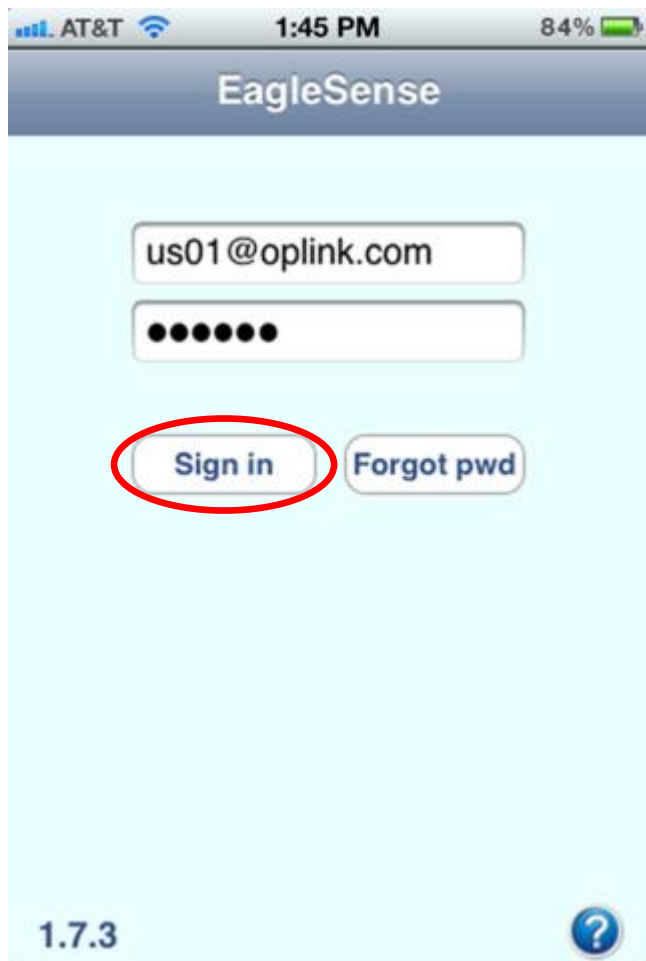 AT&T 1:45 PM 84%
EagleSense
us01@oplink.com
●●●●●●
Sign in Forgot pwd
1.7.3 ?